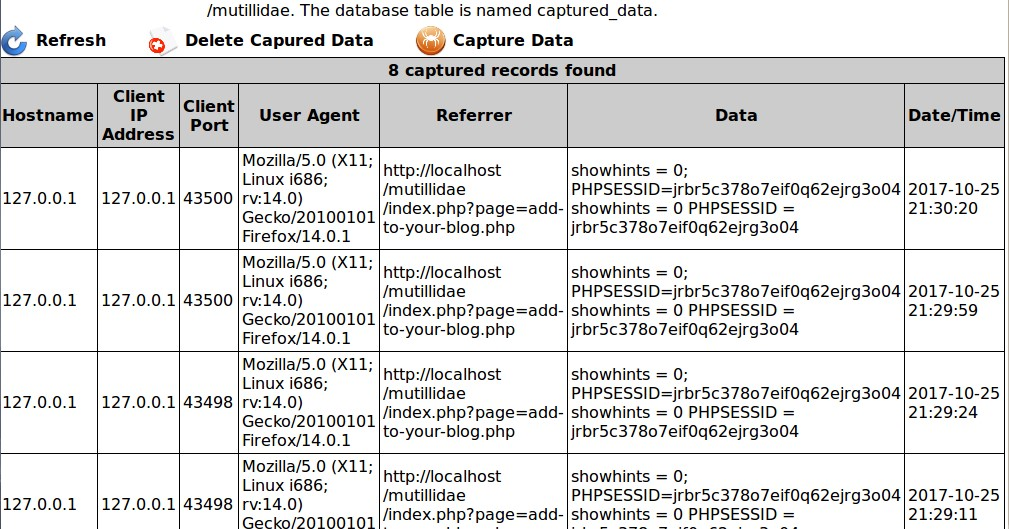 /mutillidae. The database table is named captured_data.
Refresh Delete Capured Data Capture Data
8 captured records found
Hostname Client IP Address Client Port User Agent Referrer Data Date/Time
127.0.0.1
127.0.0.1
43500
Mozilla/5.0 (X11;
Linux i686;
rv:14.0)
Gecko/20100101
Firefox/14.0.1
http://localhost
/mutillidae
/index.php?page=add-
to-your-blog.php
showhints = 0;
PHPSESSID=jrbr5c378o7eif0q62ejrg3o04
showhints = 0 PHPSESSID =
jrbr5c378o7eif0q62ejrg3o04
2017-10-25
21:30:20
127.0.0.1
127.0.0.1
43500
Mozilla/5.0 (X11;
Linux i686;
rv:14.0)
Gecko/20100101
Firefox/14.0.1
http://localhost
/mutillidae
/index.php?page=add-
to-your-blog.php
showhints = 0;
PHPSESSID=jrbr5c378o7eif0q62ejrg3o04
showhints = 0 PHPSESSID =
jrbr5c378o7eif0q62ejrg3o04
2017-10-25
21:29:59
127.0.0.1
127.0.0.1
43498
Mozilla/5.0 (X11;
Linux i686;
rv:14.0)
Gecko/20100101
Firefox/14.0.1
http://localhost
/mutillidae
/index.php?page=add-
to-your-blog.php
showhints = 0;
PHPSESSID=jrbr5c378o7eif0q62ejrg3o04
showhints = 0 PHPSESSID =
jrbr5c378o7eif0q62ejrg3o04
2017-10-25
21:29:24
127.0.0.1
127.0.0.1
43498
Mozilla/5.0 (X11;
Linux i686;
rv:14.0)
Gecko/20100101
http://localhost
/mutillidae
/index.php?page=add-
showhints = 0;
PHPSESSID=jrbr5c378o7eif0q62ejrg3o04
showhints = 0 PHPSESSID =
2017-10-25
21:29:11